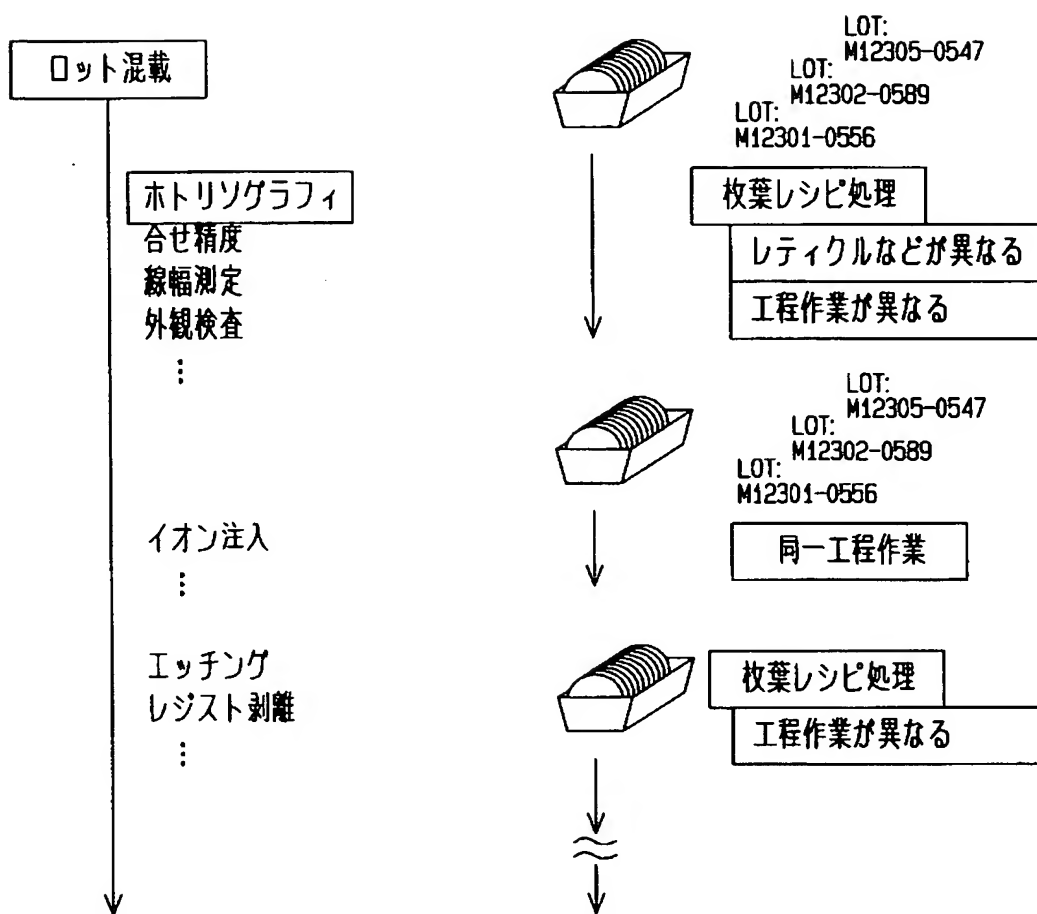 ロット混載
LOT:
M12305-0547
LOT:
M12302-0589
LOT:
M12301-0556
ホトリソグラフィ
合せ精度
線幅測定
外観検査
⋮
枚葉レシピ処理
レティクルなどが異なる
工程作業が異なる
LOT:
M12305-0547
LOT:
M12302-0589
LOT:
M12301-0556
イオン注入
⋮
同一工程作業
エッチング
レジスト剥離
⋮
枚葉レシピ処理
工程作業が異なる